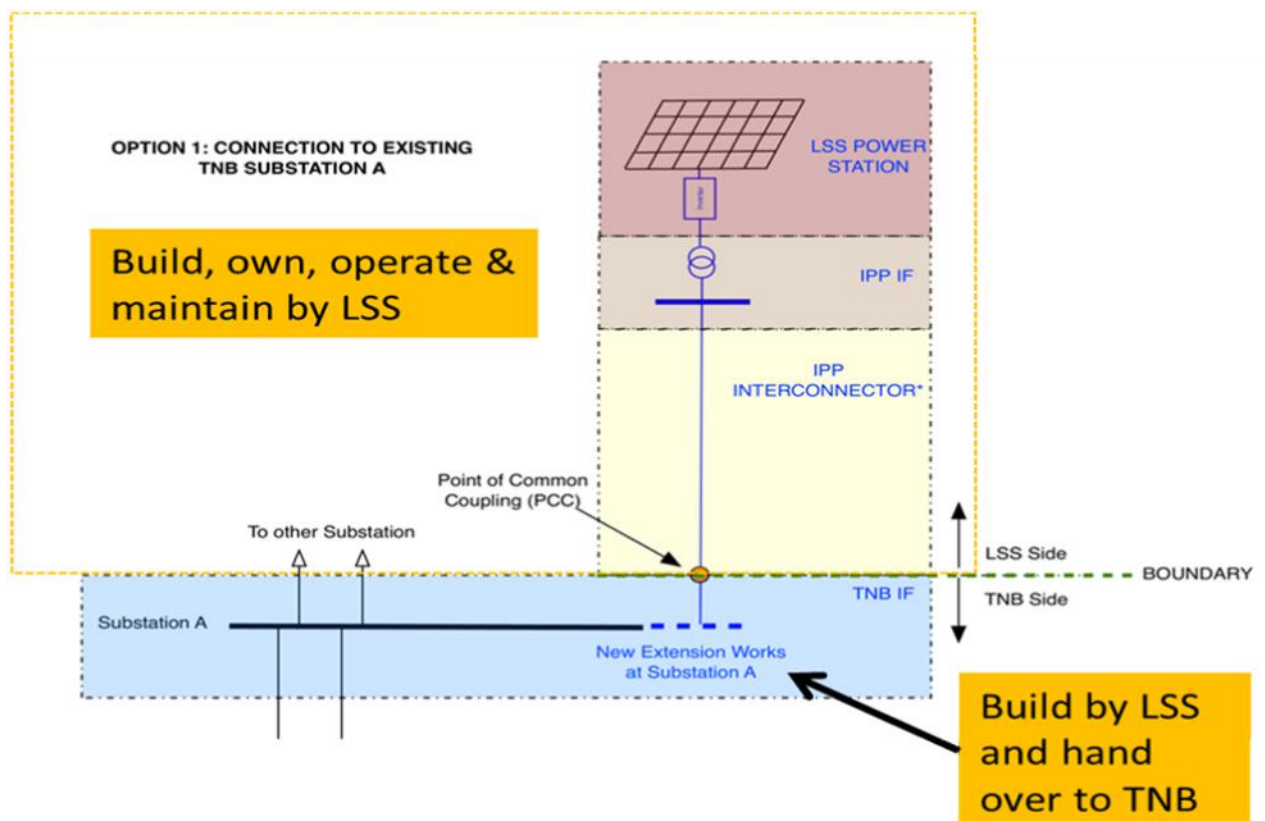 OPTION 1: CONNECTION TO EXISTING
TNB SUBSTATION A
Build, own, operate &
maintain by LSS
LSS POWER
STATION
Inverter
IPP IF
IPP
INTERCONNECTOR*
Point of Common
Coupling (PCC)
To other Substation
LSS Side
BOUNDARY
TNB Side
TNB IF
Substation A
New Extension Works
at Substation A
Build by LSS
and hand
over to TNB